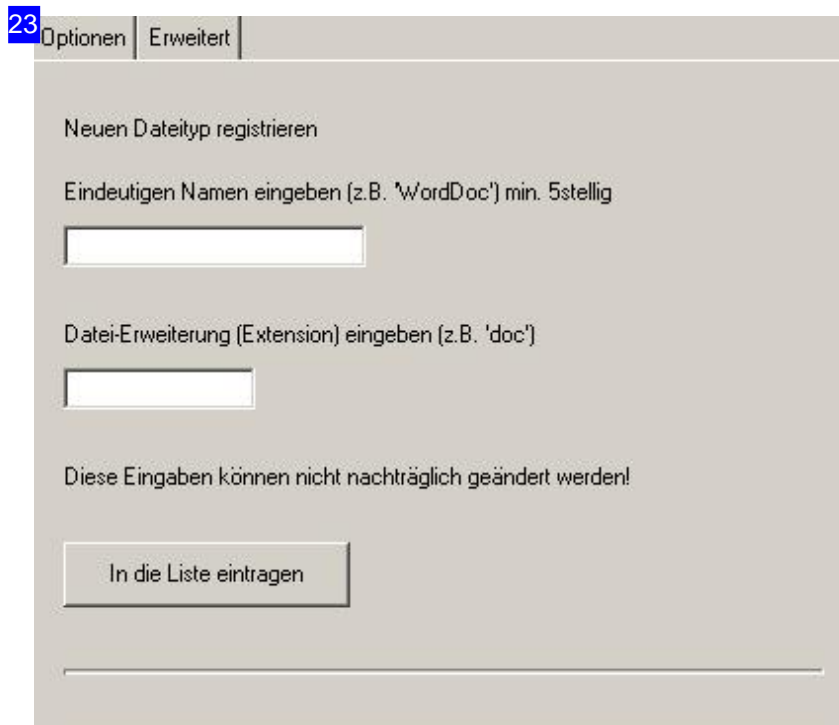 23
Optionen Erweitert
Neuen Dateityp registrieren
Eindeutigen Namen eingeben (z.B. 'WordDoc') min. 5stellig
Datei-Erweiterung (Extension) eingeben (z.B. 'doc')
Diese Eingaben können nicht nachträglich geändert werden!
In die Liste eintragen